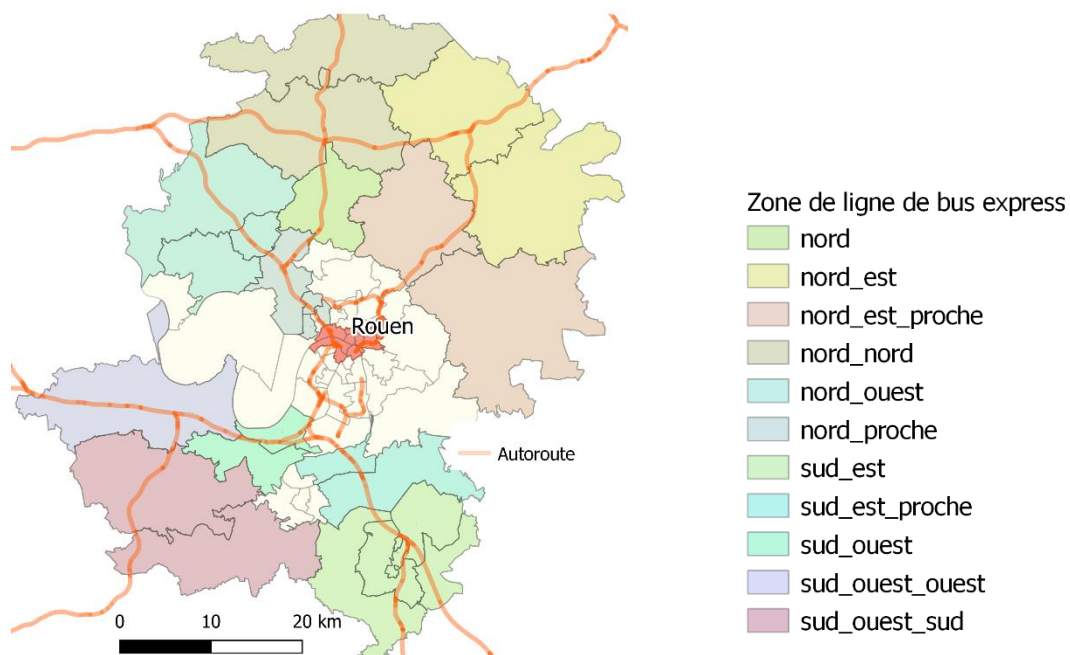 Rouen
Autoroute
0 10 20 km
Zone de ligne de bus express
nord
nord_est
nord_est_proche
nord_nord
nord_ouest
nord_proche
sud_est
sud_est_proche
sud_ouest
sud_ouest_ouest
sud_ouest_sud